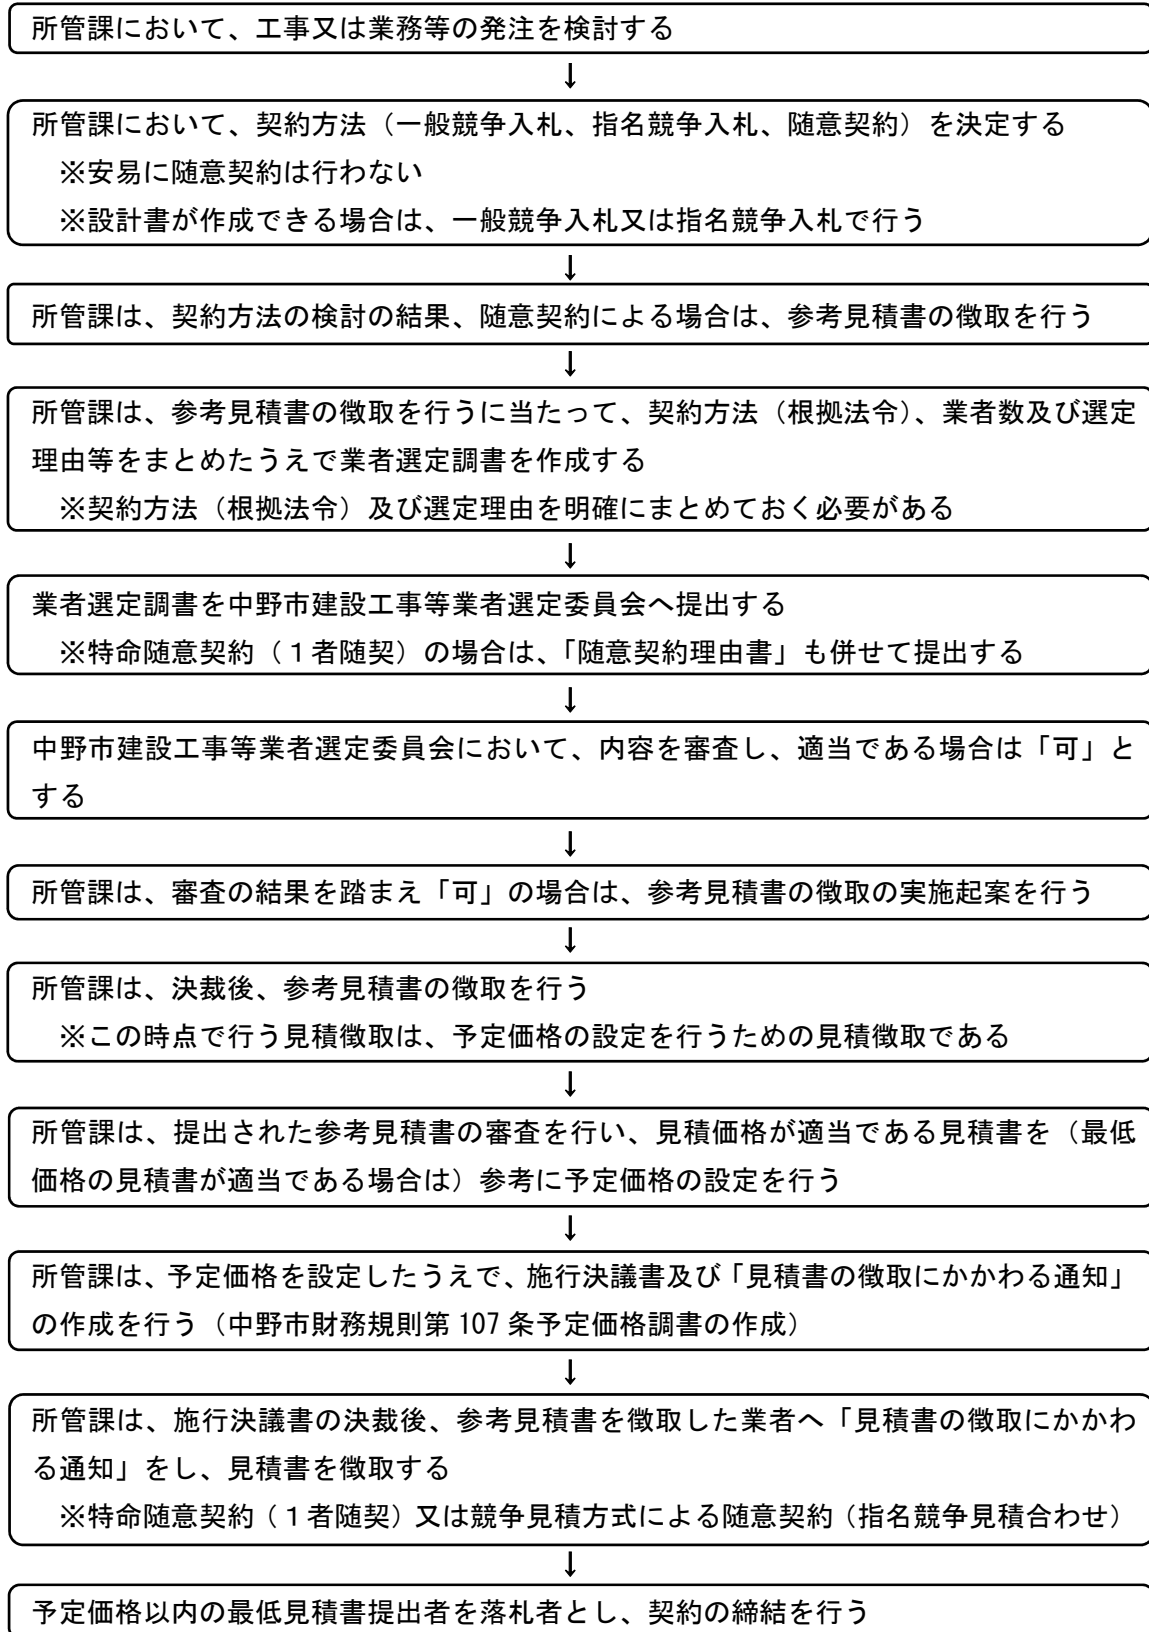 所管課において、工事又は業務等の発注を検討する
↓
所管課において、契約方法（一般競争入札、指名競争入札、随意契約）を決定する
※安易に随意契約は行わない
※設計書が作成できる場合は、一般競争入札又は指名競争入札で行う
↓
所管課は、契約方法の検討の結果、随意契約による場合は、参考見積書の徴取を行う
↓
所管課は、参考見積書の徴取を行うに当たって、契約方法（根拠法令）、業者数及び選定
理由等をまとめたうえで業者選定調書を作成する
※契約方法（根拠法令）及び選定理由を明確にまとめておく必要がある
↓
業者選定調書を中野市建設工事等業者選定委員会へ提出する
※特命随意契約（１者随契）の場合は、「随意契約理由書」も併せて提出する
↓
中野市建設工事等業者選定委員会において、内容を審査し、適当である場合は「可」と
する
↓
所管課は、審査の結果を踏まえ「可」の場合は、参考見積書の徴取の実施起案を行う
↓
所管課は、決裁後、参考見積書の徴取を行う
※この時点で行う見積徴取は、予定価格の設定を行うための見積徴取である
↓
所管課は、提出された参考見積書の審査を行い、見積価格が適当である見積書を（最低
価格の見積書が適当である場合は）参考に予定価格の設定を行う
↓
所管課は、予定価格を設定したうえで、施行決議書及び「見積書の徴取にかかわる通知」
の作成を行う（中野市財務規則第 107 条予定価格調書の作成）
↓
所管課は、施行決議書の決裁後、参考見積書を徴取した業者へ「見積書の徴取にかかわ
る通知」をし、見積書を徴取する
※特命随意契約（１者随契）又は競争見積方式による随意契約（指名競争見積合わせ）
↓
予定価格以内の最低見積書提出者を落札者とし、契約の締結を行う